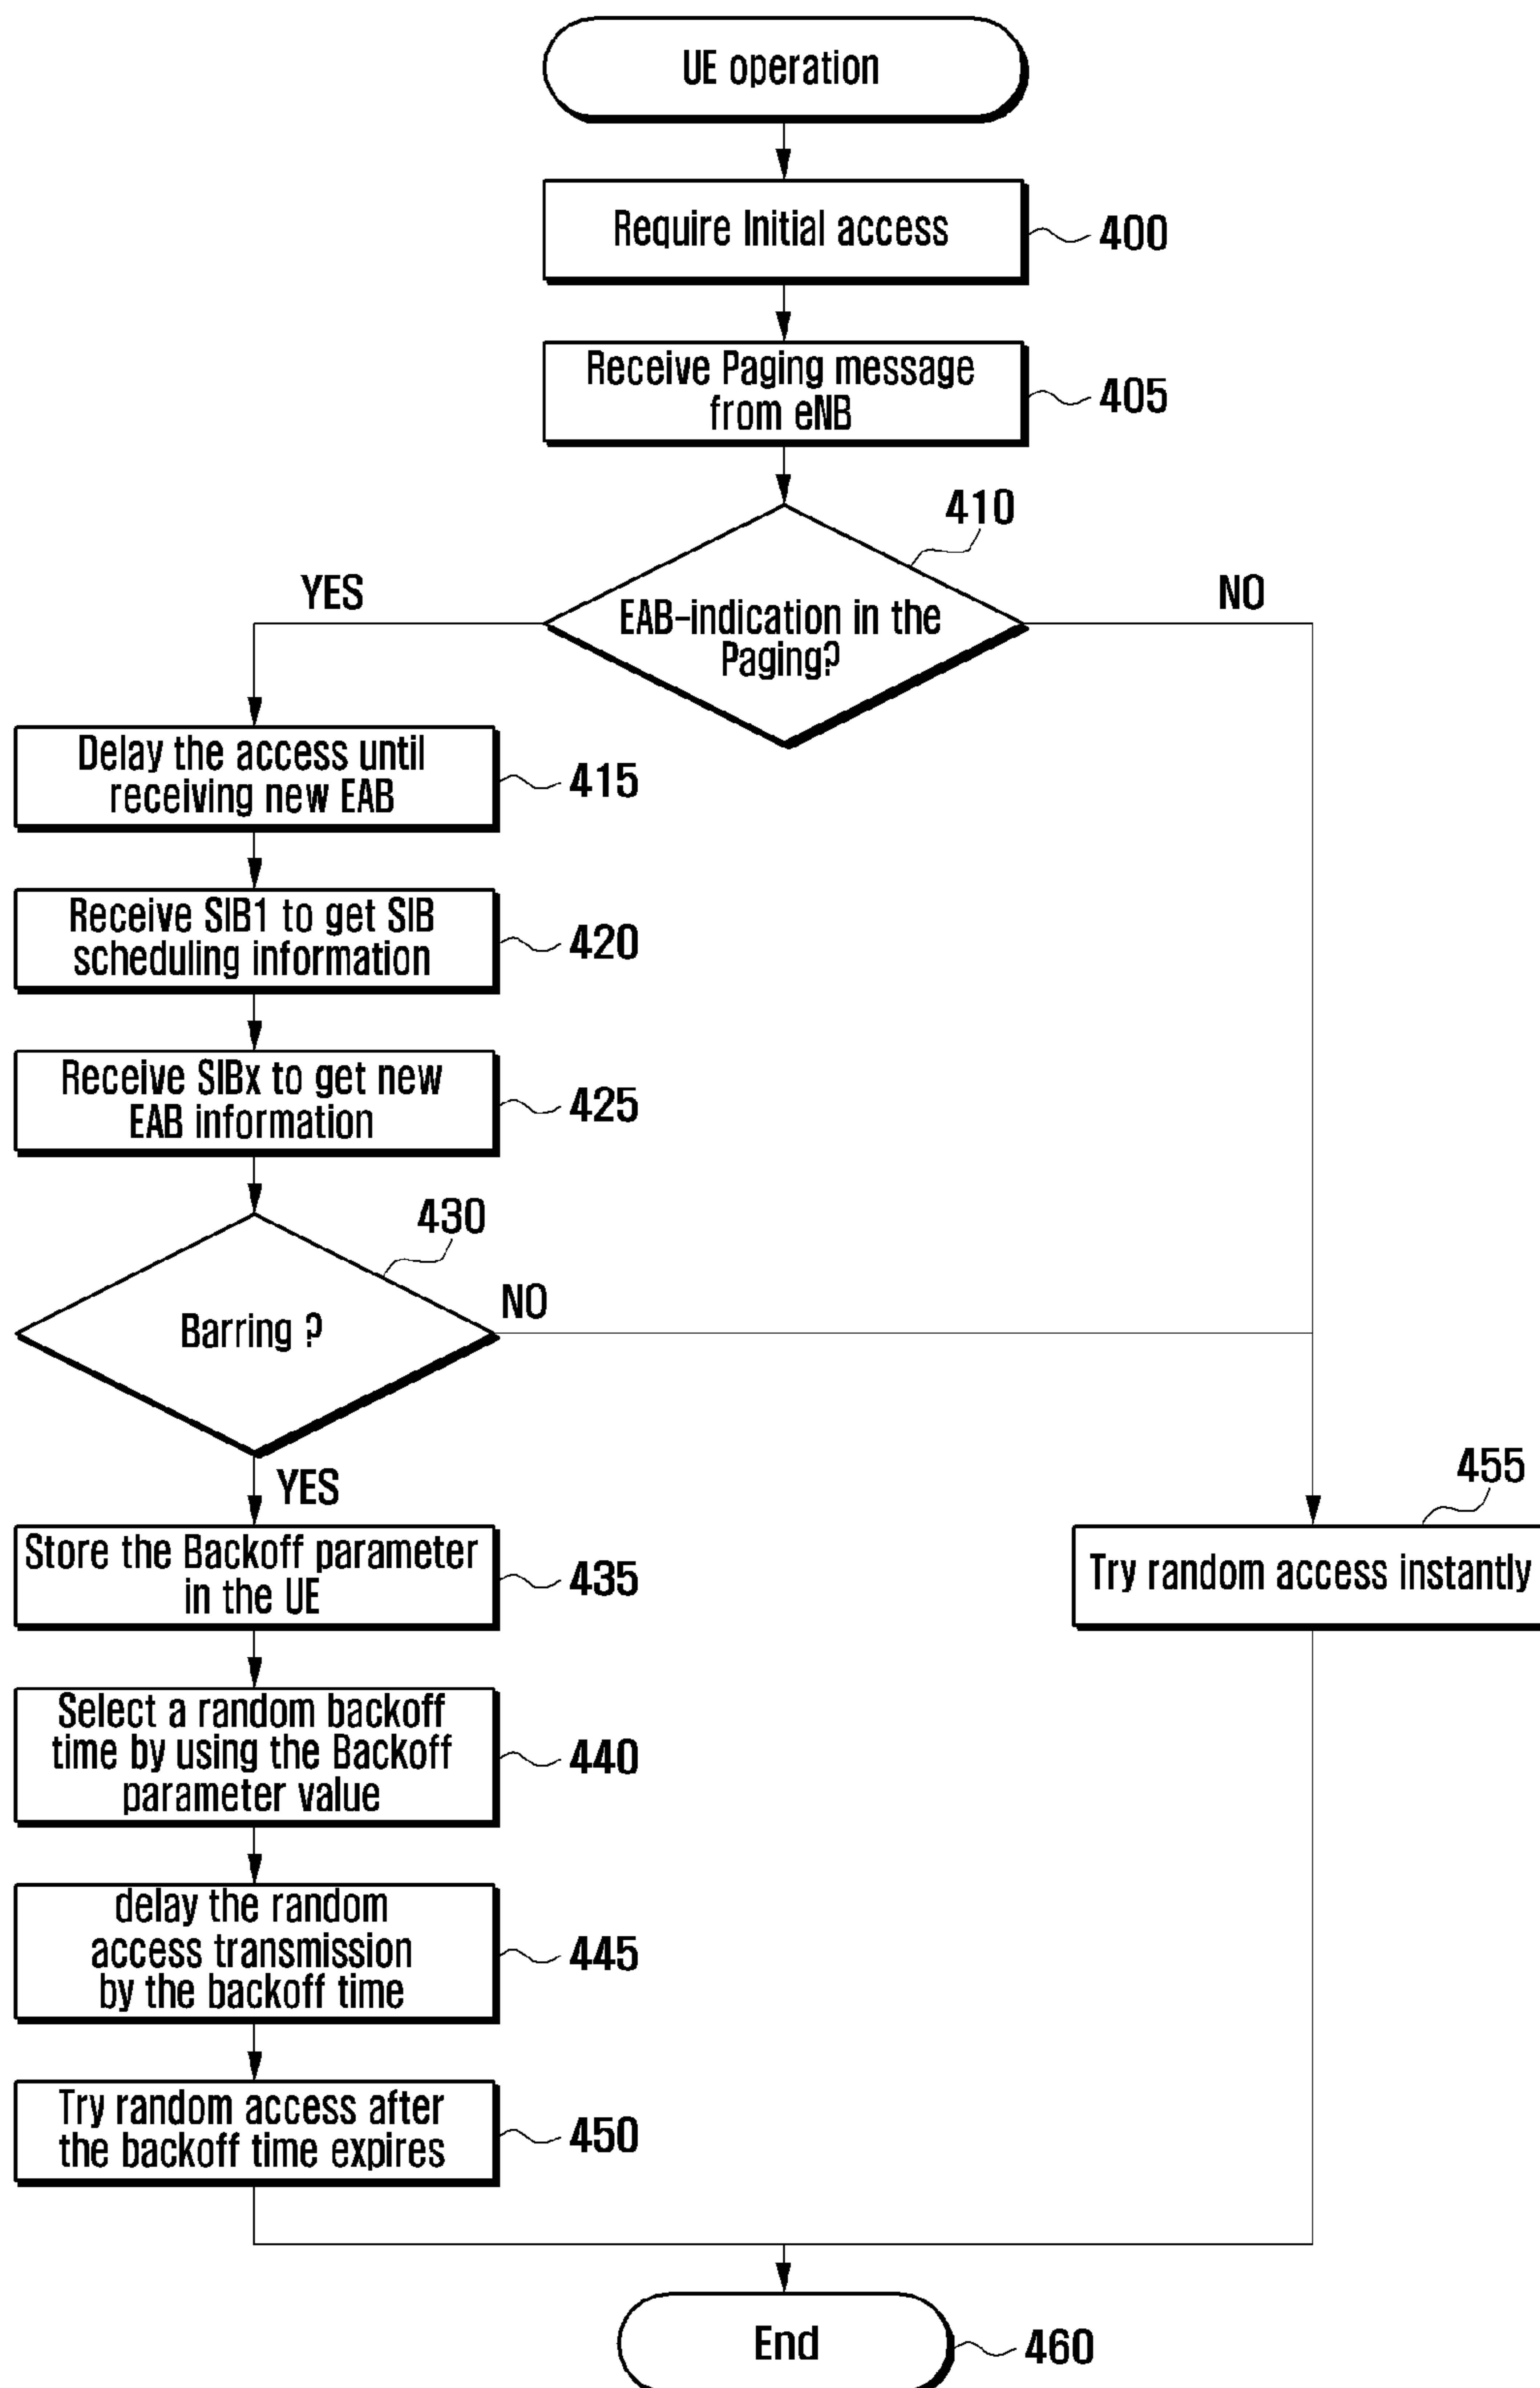 UE operation
Require Initial access
400
Receive Paging message
from eNB
405
410
YES
EAB-indication in the
Paging?
NO
Delay the access until
receiving new EAB
415
Receive SIB1 to get SIB
scheduling information
420
Receive SIBx to get new
EAB information
425
430
Barring ?
NO
YES
455
Store the Backoff parameter
in the UE
435
Try random access instantly
Select a random backoff
time by using the Backoff
parameter value
440
delay the random
access transmission
by the backoff time
445
Try random access after
the backoff time expires
450
End
460